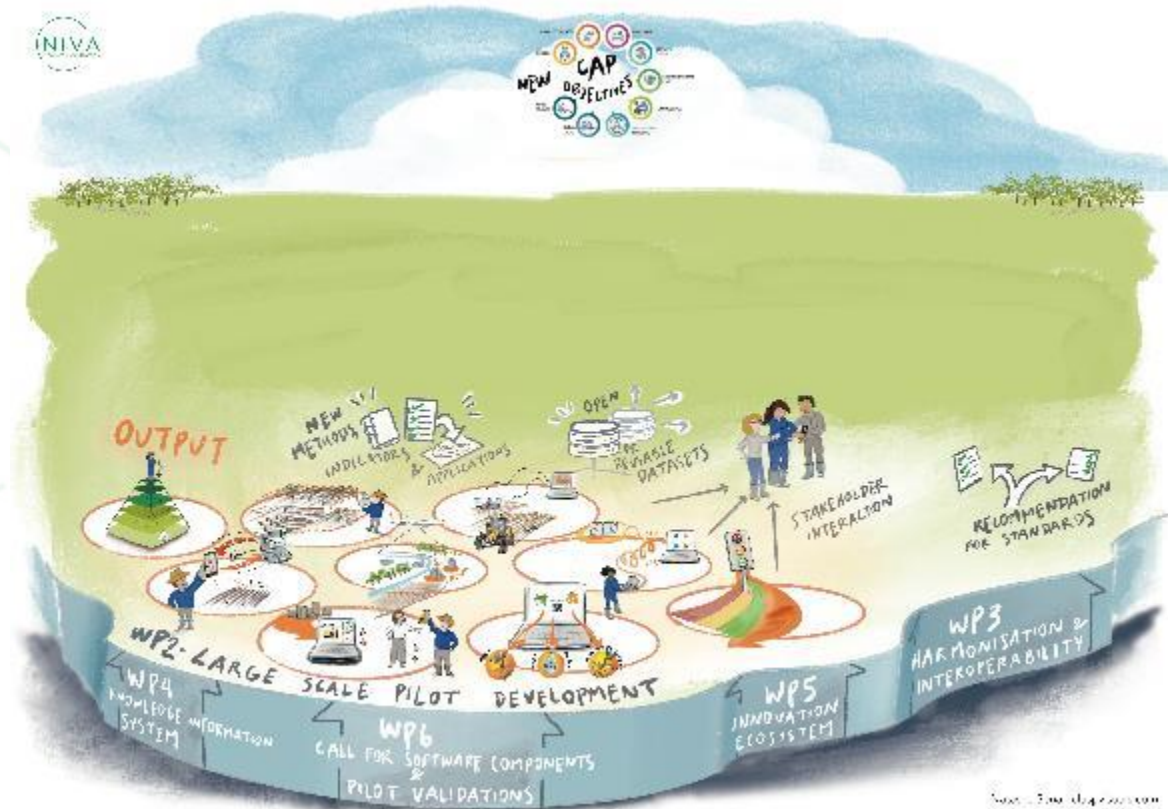 NIVA
NEW CAP
OBJECTIVES
OUTPUT
NEW
METHODS
INDICATORS
& APPLICATIONS
OPEN
OR
REUSABLE
DATASETS
STAKEHOLDER
INTERACTION
RECOMMENDATION
FOR STANDARDS
WP2-LARGE SCALE PILOT DEVELOPMENT
WP4
KNOWLEDGE INFORMATION
SYSTEM
WP6
CALL FOR SOFTWARE COMPONENTS
&
PILOT VALIDATIONS
WP5
INNOVATION
ECOSYSTEM
WP3
HARMONISATION &
INTEROPERABILITY